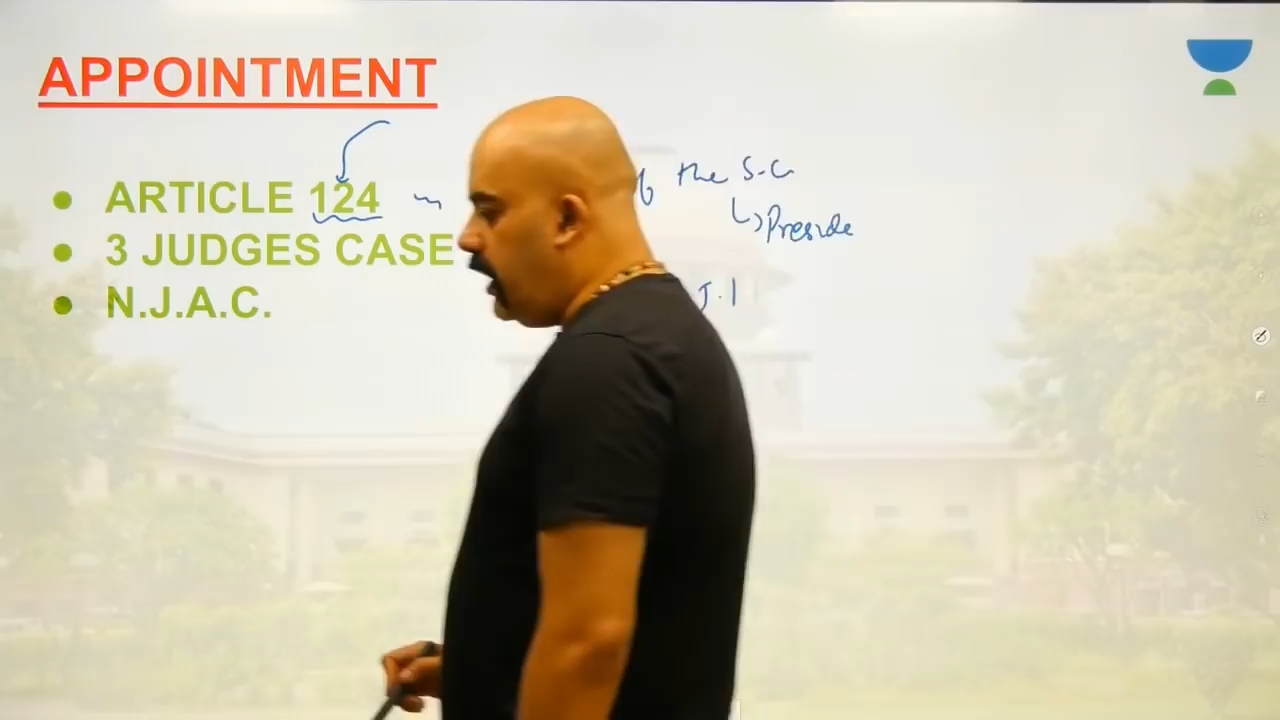 APPOINTMENT
ARTICLE 124
the S.C
Preside
3 JUDGES CASE
J.I
N.J.A.C.